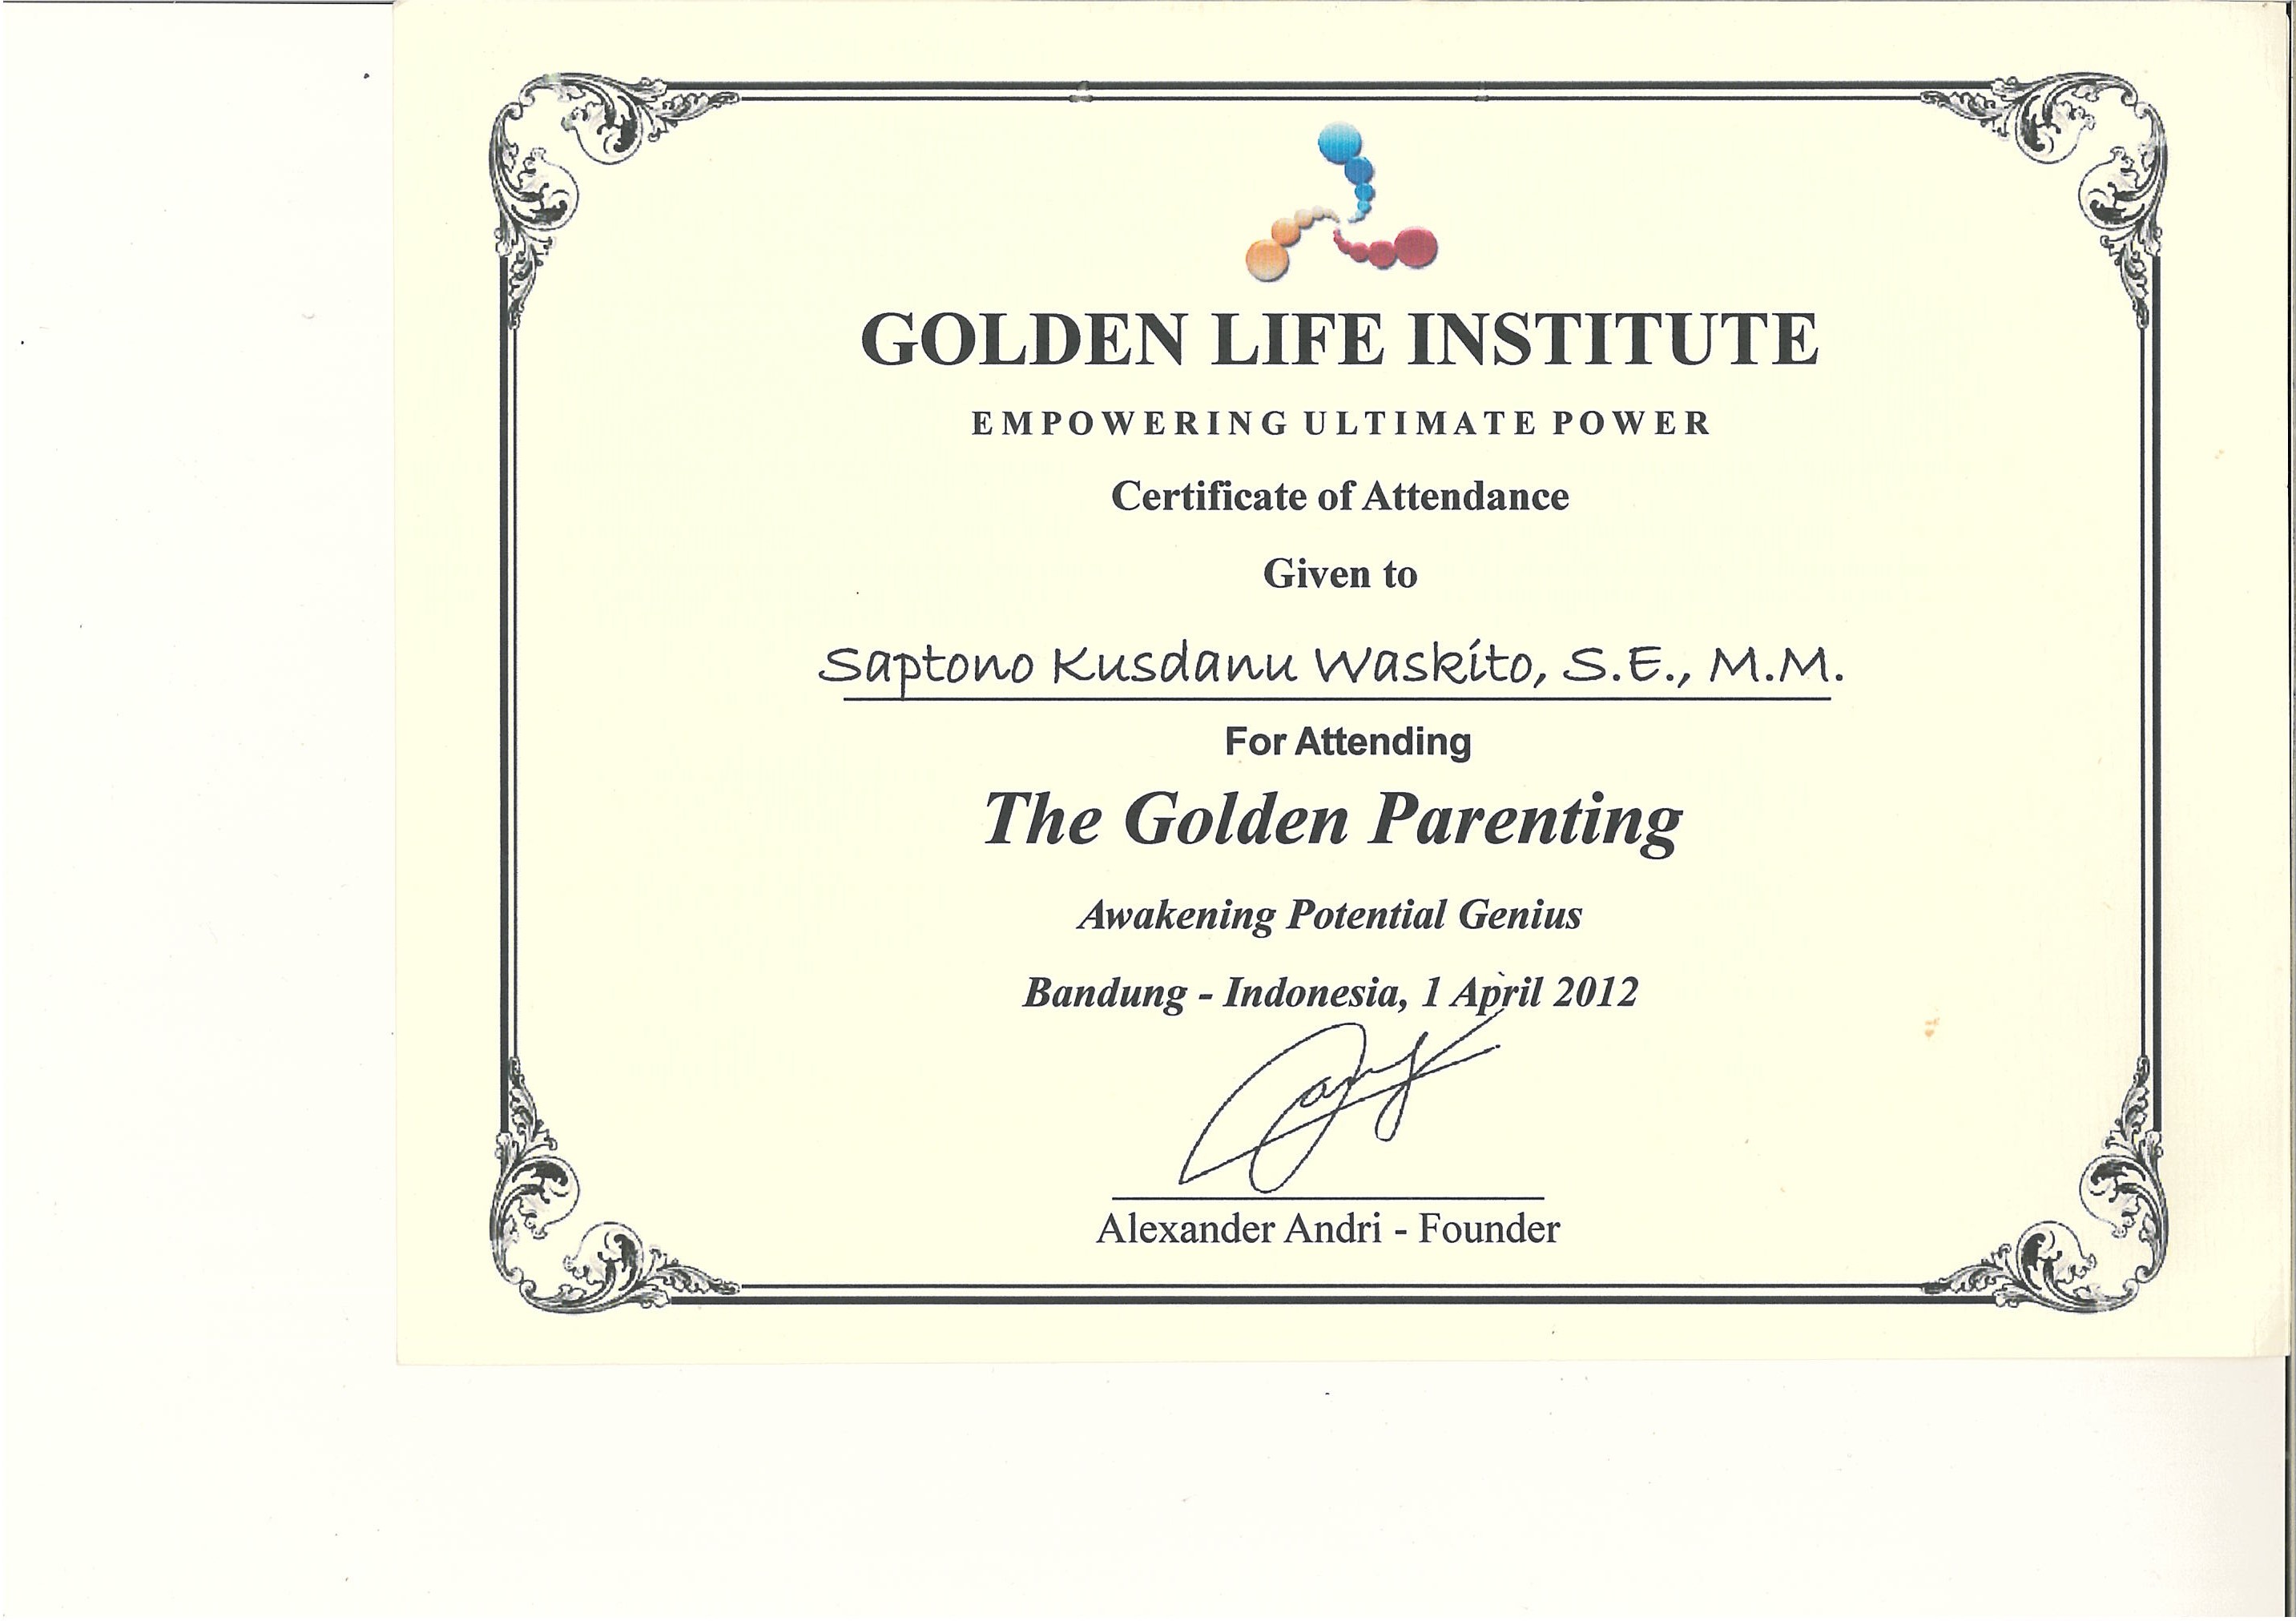 GOLDEN LIFE INSTITUTE
EMPOWERING ULTIMATE POWER
Certificate of Attendance
Given to
Saptono Kusdanu Waskito, S.E., M.M.
For Attending
The Golden Parenting
Awakening Potential Genius
Bandung - Indonesia, 1 April 2012
Alexander Andri - Founder